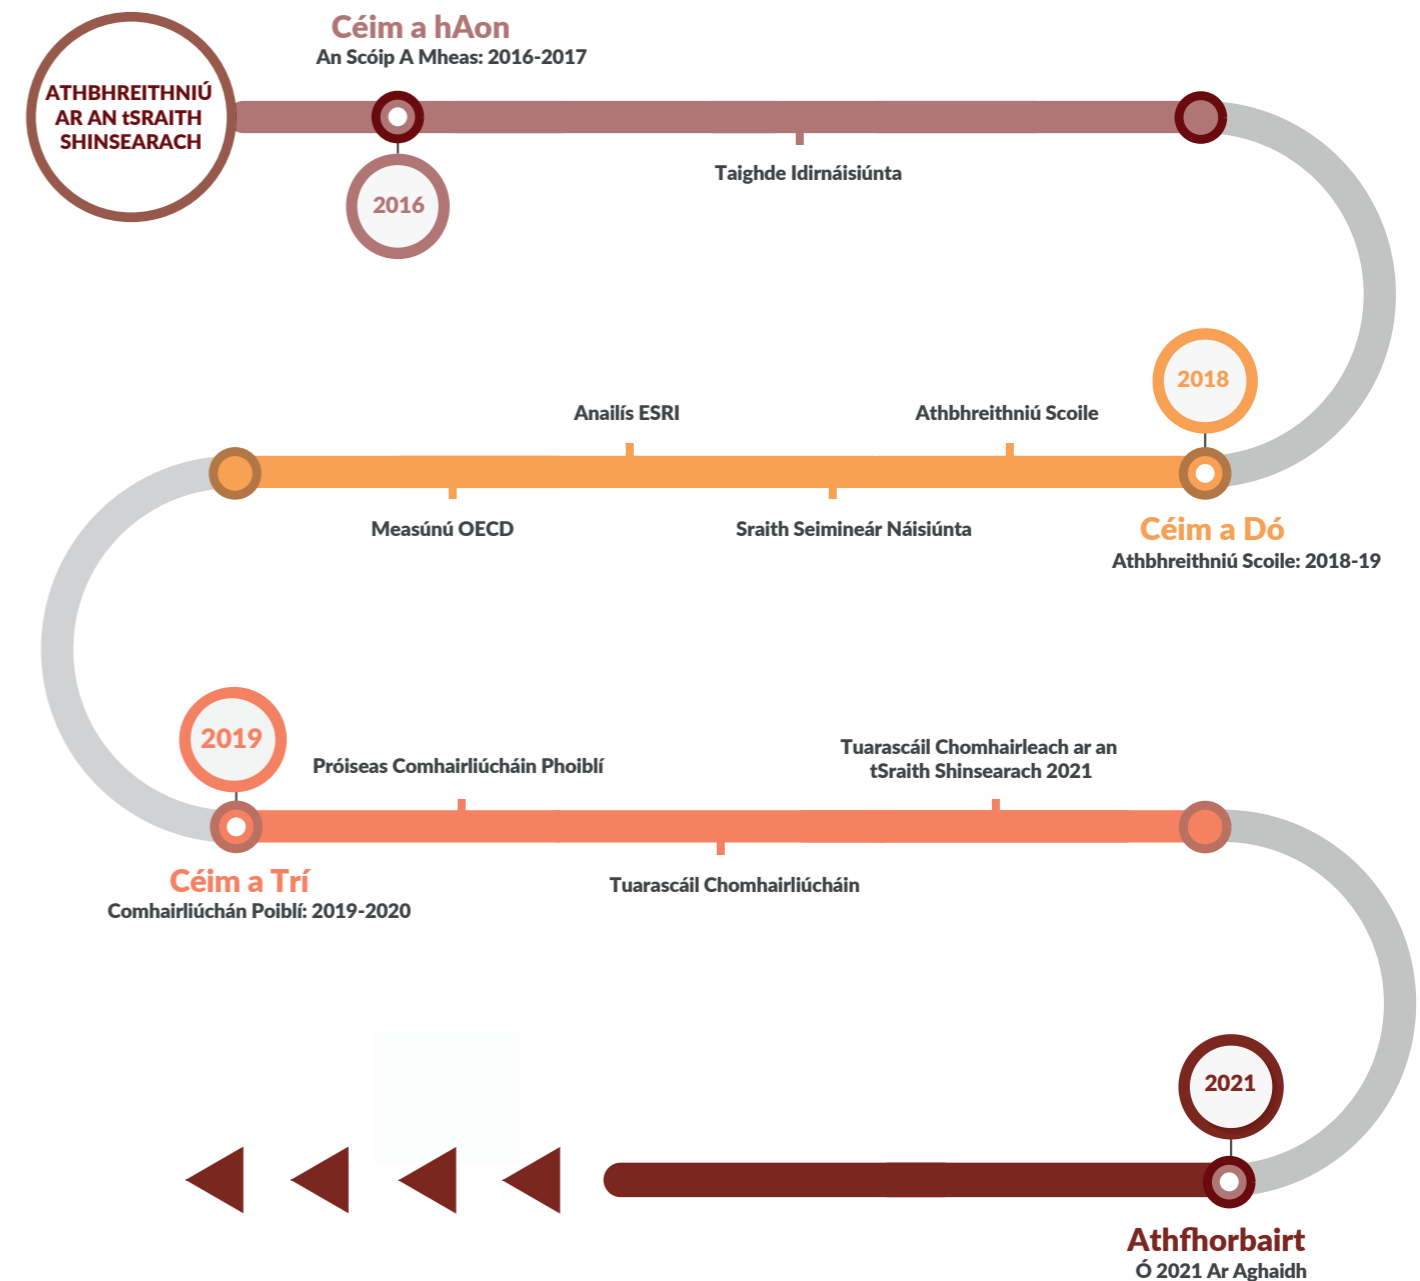 ATHBHREITHNIÚ
AR AN tSRAITH
SHINSEARACH
Céim a hAon
An Scóip A Mheas: 2016-2017
2016
Taighde Idirnáisiúnta
2018
Céim a Dó
Athbhreithniú Scoile: 2018-19
Athbhreithniú Scoile
Sraith Seimineár Náisiúnta
Anailís ESRI
Measúnú OECD
2019
Céim a Trí
Comhairliúchán Poiblí: 2019-2020
Próiseas Comhairliúcháin Phoiblí
Tuarascáil Chomhairliúcháin
Tuarascáil Chomhairleach ar an
tSraith Shinsearach 2021
2021
Athfhorbairt
Ó 2021 Ar Aghaidh